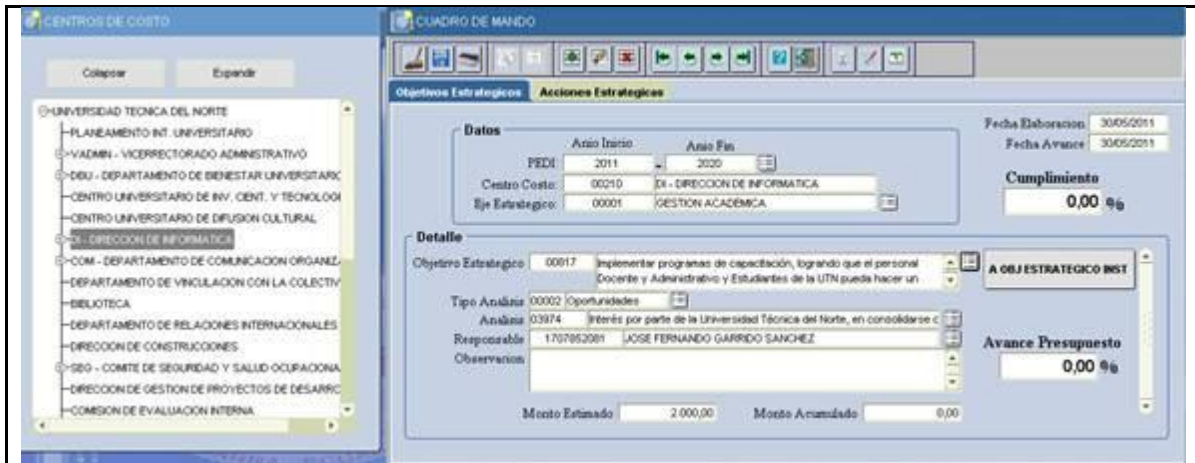 CENTROS DE COSTO
Colapsar Expandir
UNIVERSIDAD TECNICA DEL NORTE
PLANEAMIENTO INT. UNIVERSITARIO
VADMIN - VICERRECTORADO ADMINISTRATIVO
DBU - DEPARTAMENTO DE BIENESTAR UNIVERSITARIO
CENTRO UNIVERSITARIO DE INV. CIENT. Y TECNOLOGI
CENTRO UNIVERSITARIO DE DIFUSION CULTURAL
DI - DIRECCION DE INFORMATICA
COM - DEPARTAMENTO DE COMUNICACION ORGANIZ
DEPARTAMENTO DE VINCULACION CON LA COLECTIV
BIBLIOTECA
DEPARTAMENTO DE RELACIONES INTERNACIONALES
DIRECCION DE CONSTRUCCIONES
SEG - COMITE DE SEGURIDAD Y SALUD OCUPACIONA
DIRECCION DE GESTION DE PROYECTOS DE DESARRO
COMISION DE EVALUACION INTERNA
CUADRO DE MANDO
Objetivos Estrategicos Acciones Estrategicas
Datos
Fecha Elaboracion 30/05/2011
Fecha Avance 30/05/2011
Anio Inicio Anio Fin
PEDI: 2011 - 2020
Centro Costo: 00210 DI - DIRECCION DE INFORMATICA
Eje Estrategico: 00001 GESTION ACADEMICA
Cumplimiento
0,00 %
Detalle
Objetivo Estrategico 00817 Implementar programas de capacitación, logrando que el personal
Docente y Administrativo y Estudiantes de la UTN pueda hacer un
A OBJ ESTRATEGICO INST
Tipo Analisis 00002 Oportunidades
Analisis 03974 Interés por parte de la Universidad Técnica del Norte, en consolidarse c
Responsable 1707852081 JOSE FERNANDO GARRIDO SANCHEZ
Observacion
Avance Presupuesto
0,00 %
Monto Estimado 2.000,00 Monto Acumulado 0,00